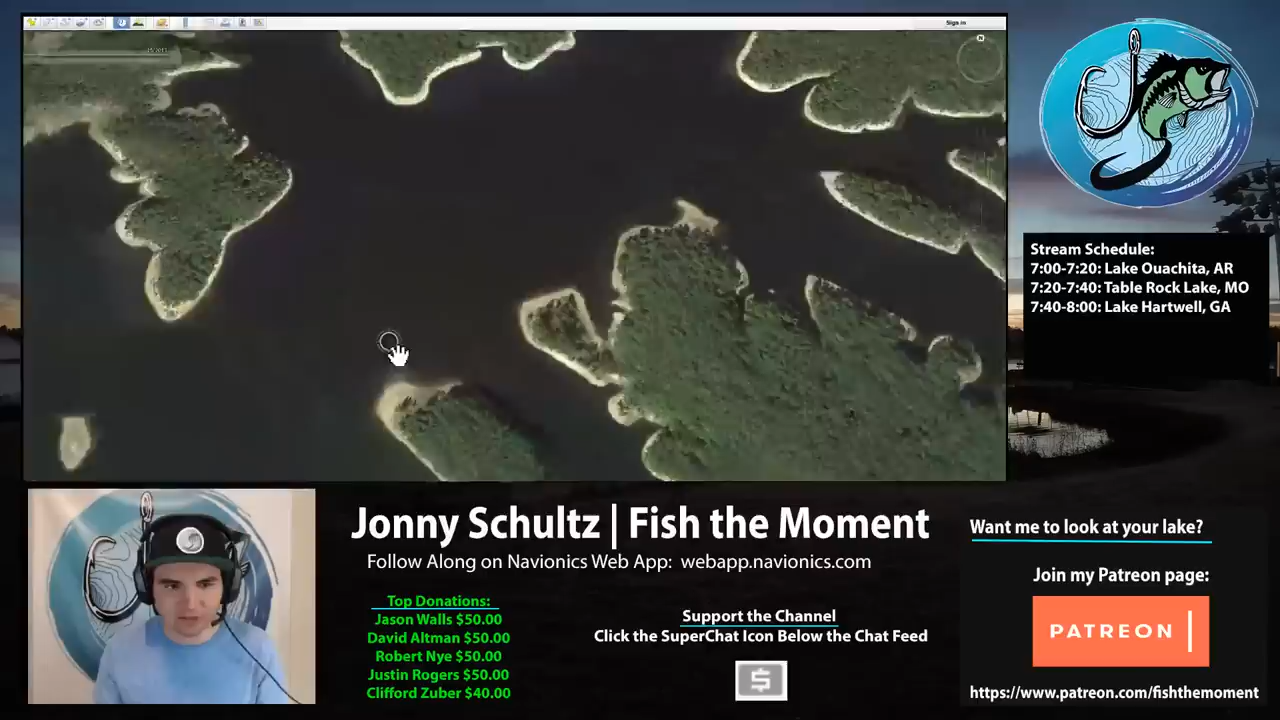 Sign in
Stream Schedule:
7:00-7:20: Lake Ouachita, AR
7:20-7:40: Table Rock Lake, MO
7:40-8:00: Lake Hartwell, GA
Jonny Schultz | Fish the Moment
Follow Along on Navionics Web App: webapp.navionics.com
Top Donations:
Jason Walls $50.00
David Altman $50.00
Robert Nye $50.00
Justin Rogers $50.00
Clifford Zuber $40.00
Support the Channel
Click the SuperChat Icon Below the Chat Feed
$
Want me to look at your lake?
Join my Patreon page:
PATREON
https://www.patreon.com/fishthemoment